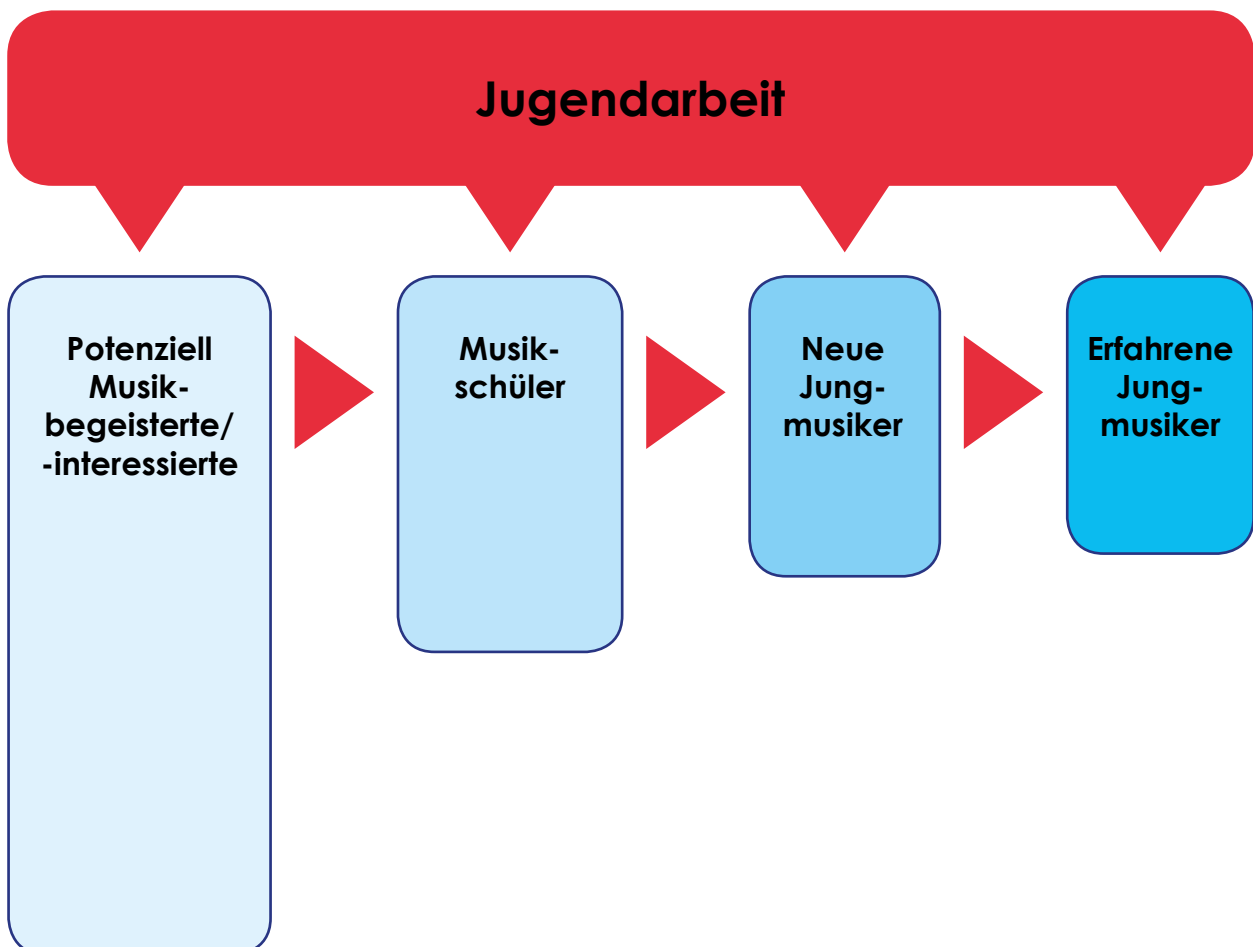 Jugendarbeit
Potenziell
Musik-
begeisterte/
-interessierte
Musik-
schüler
Neue
Jung-
musiker
Erfahrene
Jung-
musiker